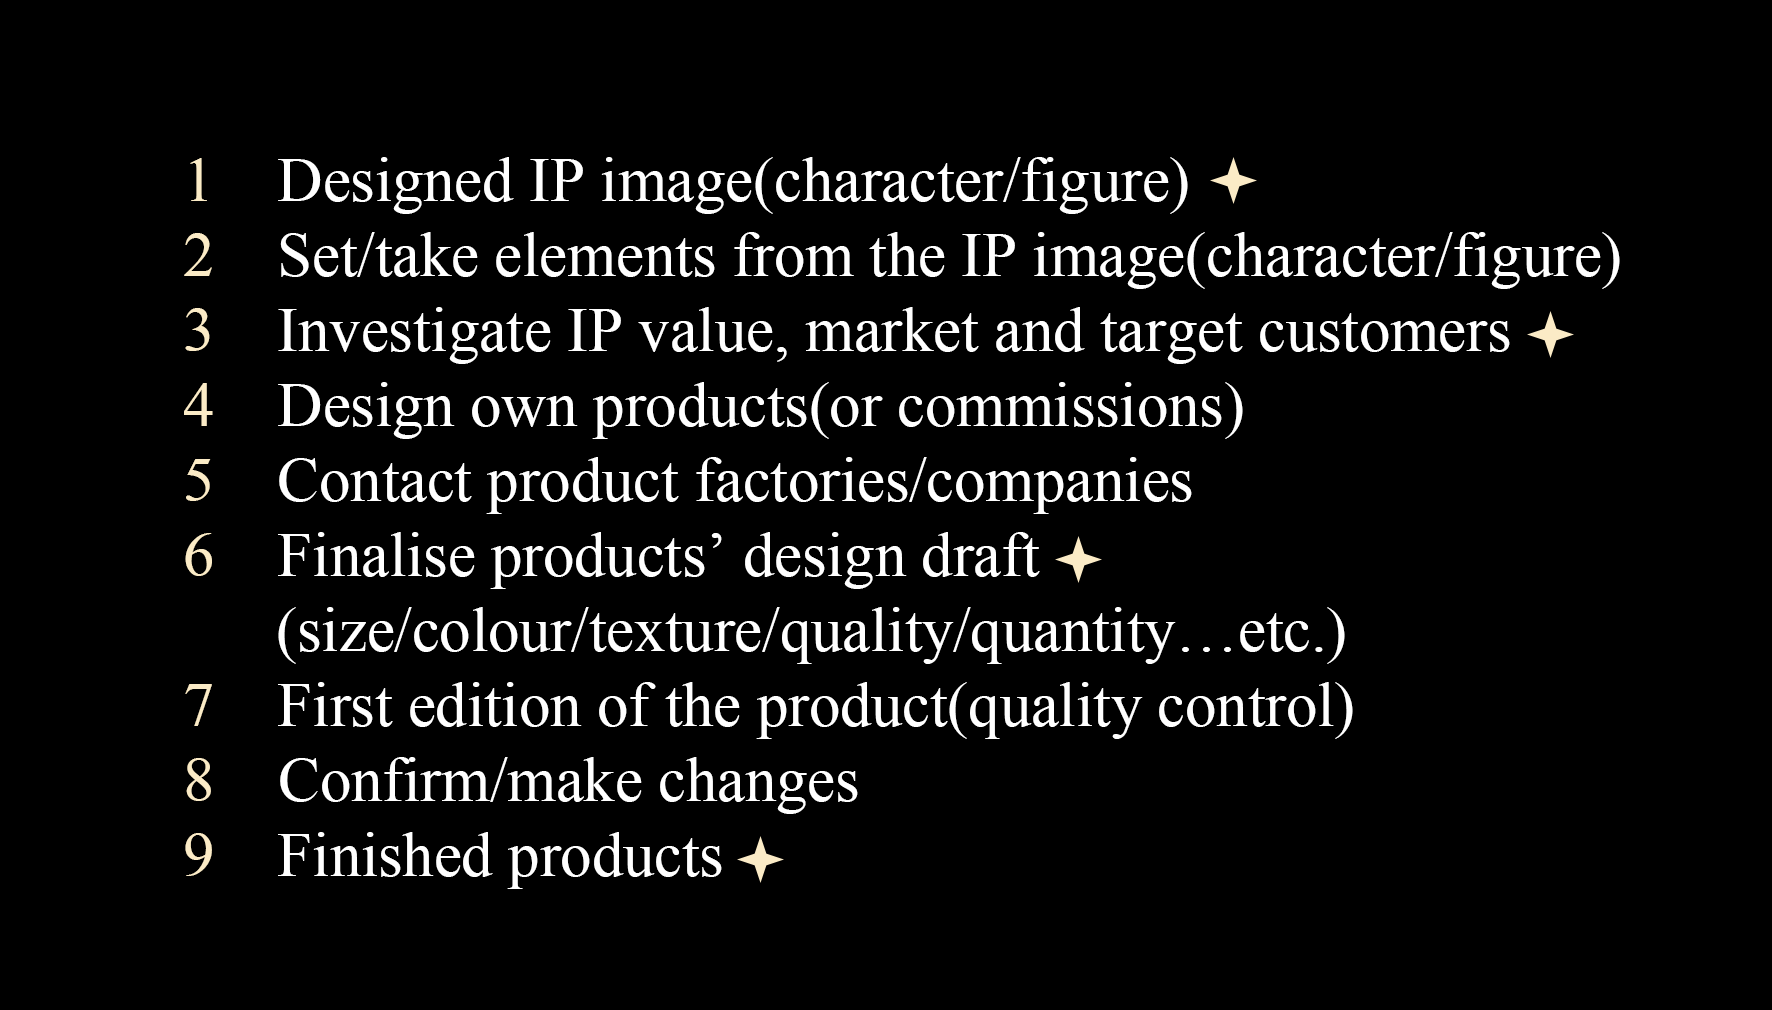 1 Designed IP image(character/figure)
2 Set/take elements from the IP image(character/figure)
3 Investigate IP value, market and target customers
4 Design own products(or commissions)
5 Contact product factories/companies
6 Finalise products’ design draft
(size/colour/texture/quality/quantity…etc.)
7 First edition of the product(quality control)
8 Confirm/make changes
9 Finished products